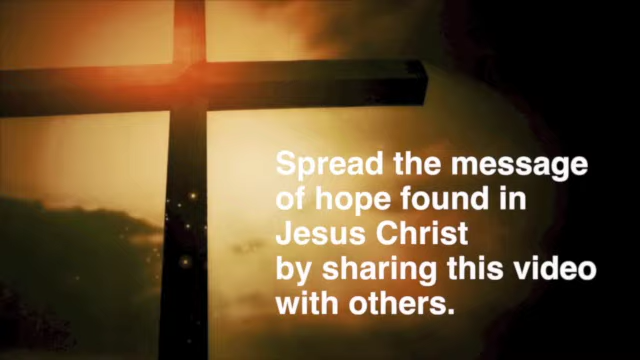 Spread the message
of hope found in
Jesus Christ
by sharing this video
with others.